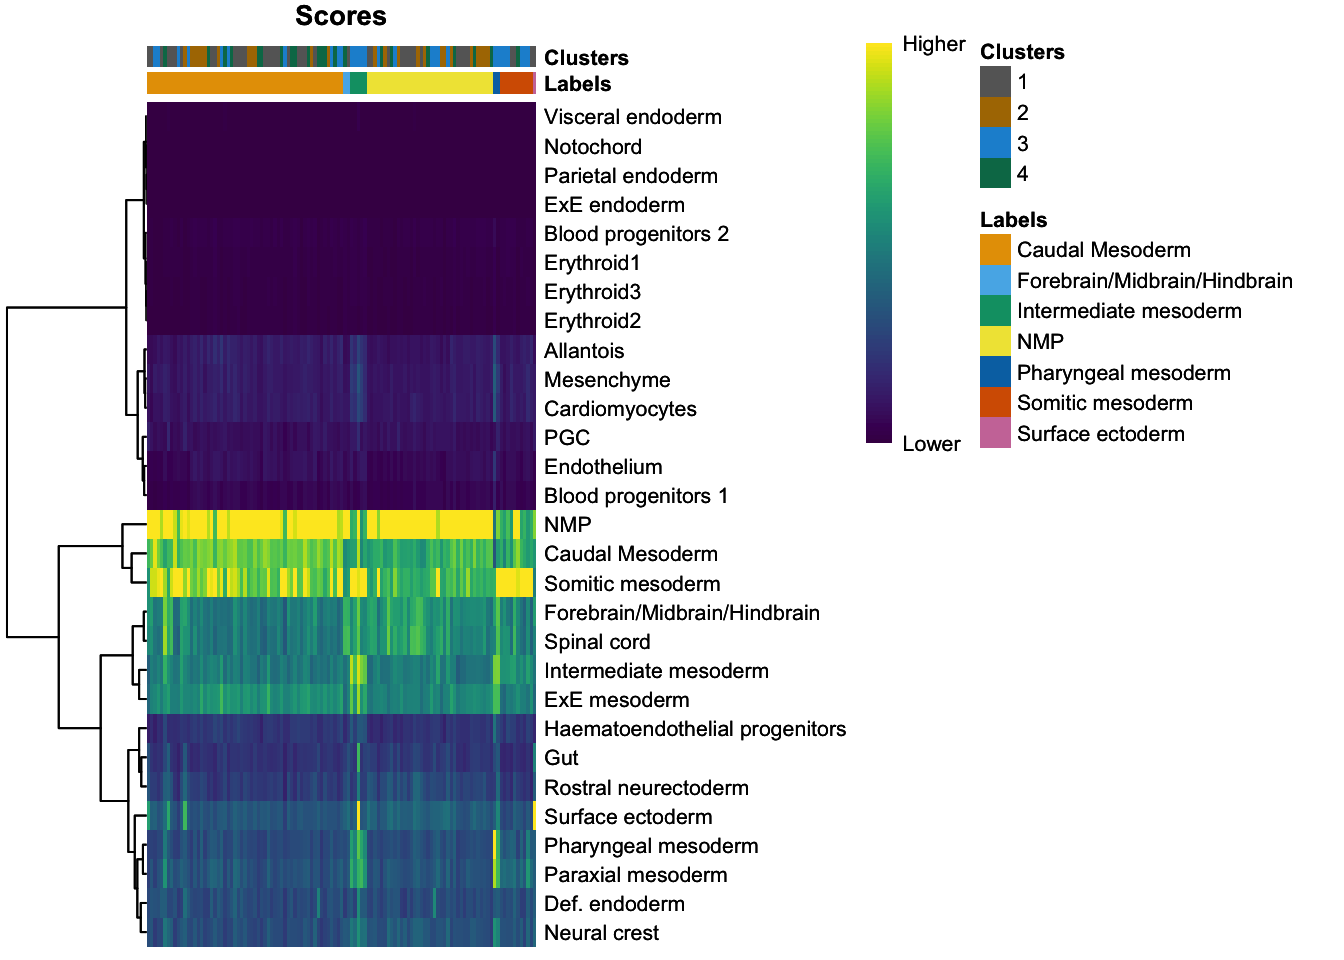 Scores
Clusters
Labels
Visceral endoderm
Notochord
Parietal endoderm
ExE endoderm
Blood progenitors 2
Erythroid1
Erythroid3
Erythroid2
Allantois
Mesenchyme
Cardiomyocytes
PGC
Endothelium
Blood progenitors 1
NMP
Caudal Mesoderm
Somitic mesoderm
Forebrain/Midbrain/Hindbrain
Spinal cord
Intermediate mesoderm
ExE mesoderm
Haematoendothelial progenitors
Gut
Rostral neurectoderm
Surface ectoderm
Pharyngeal mesoderm
Paraxial mesoderm
Def. endoderm
Neural crest
Higher
Lower
Clusters
1
2
3
4
Labels
Caudal Mesoderm
Forebrain/Midbrain/Hindbrain
Intermediate mesoderm
NMP
Pharyngeal mesoderm
Somitic mesoderm
Surface ectoderm